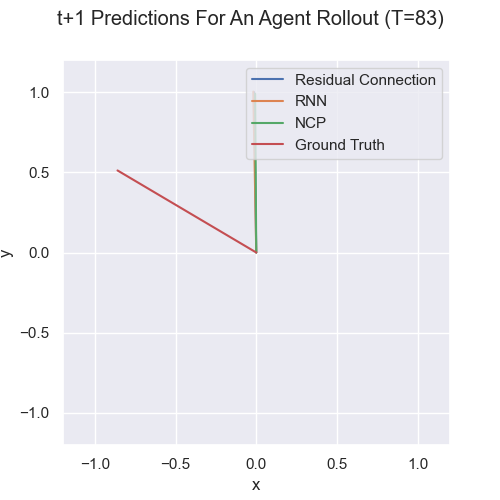 t+1 Predictions For An Agent Rollout (T=83)
Residual Connection
RNN
NCP
Ground Truth
1.0
0.5
0.0
−0.5
−1.0
y
−1.0 −0.5 0.0 0.5 1.0
x